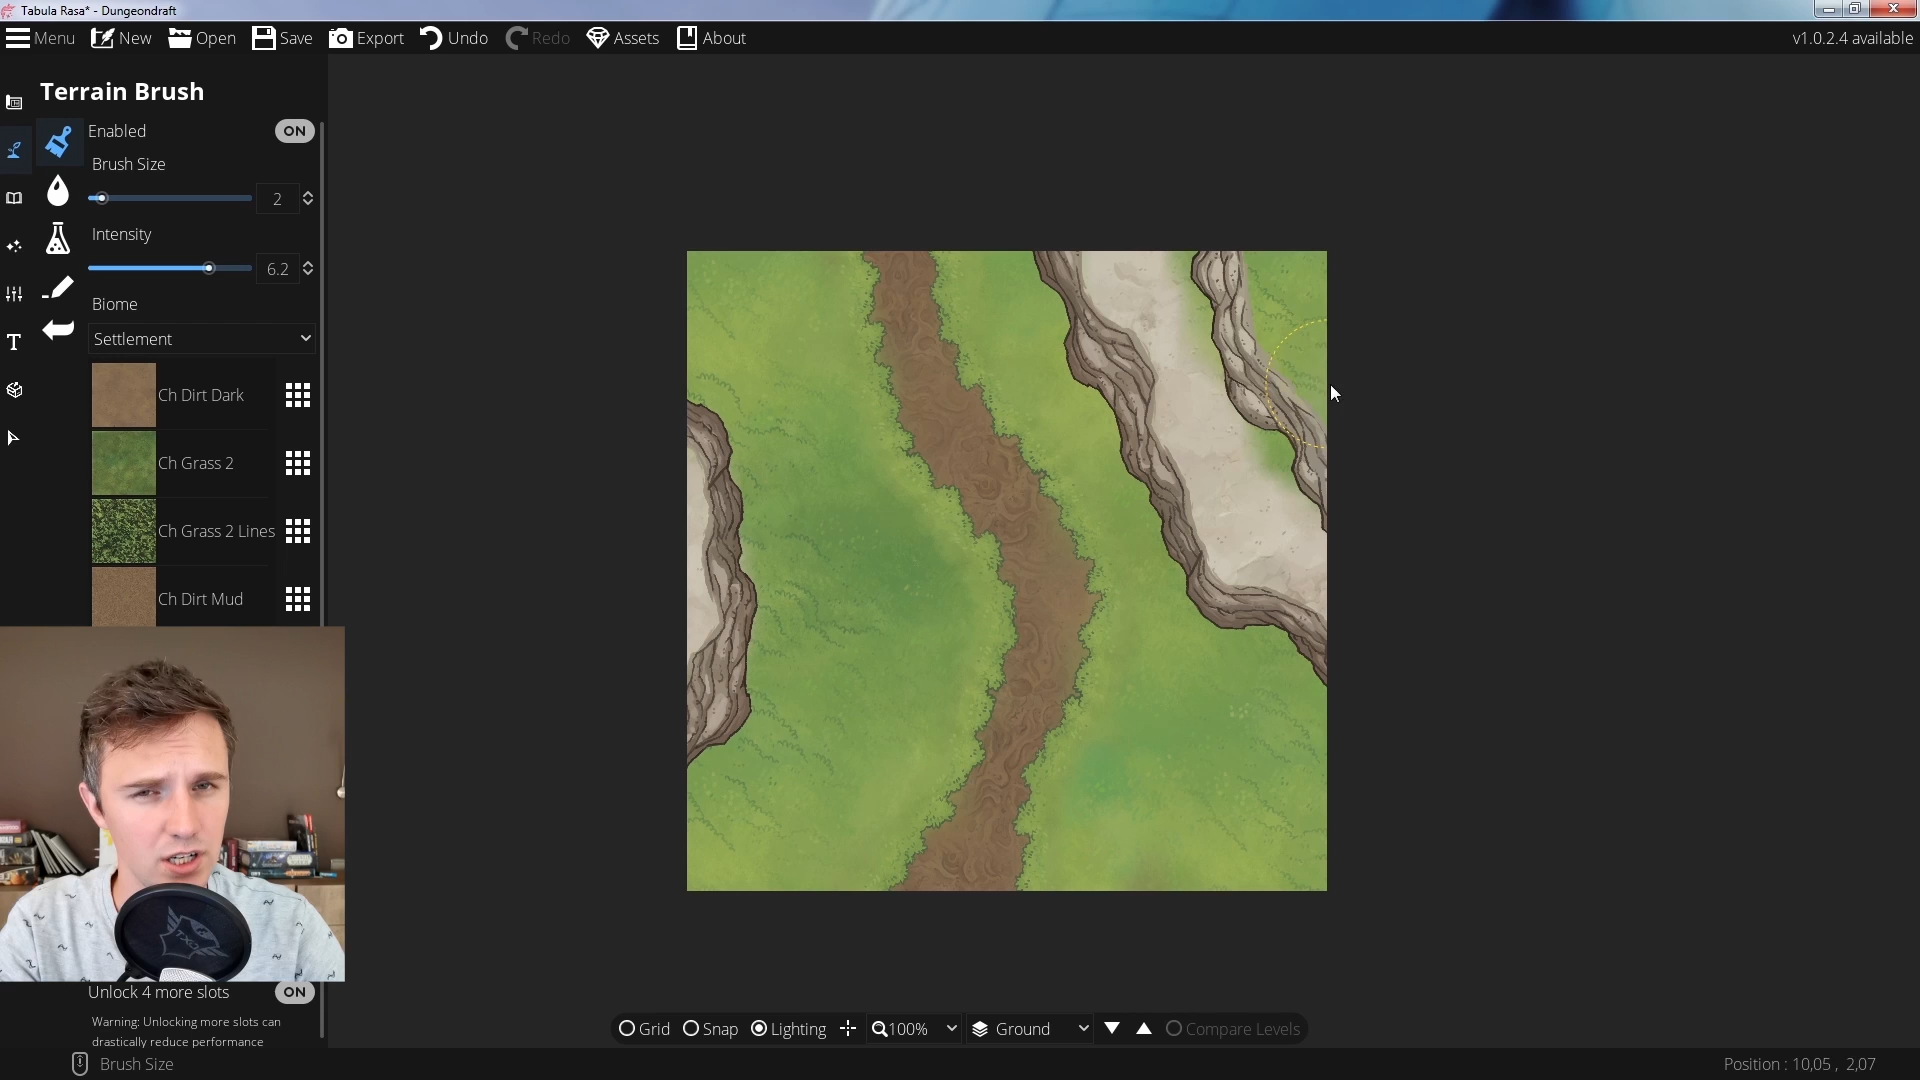 Tabula Rasa* - Dungeondraft
Menu New Open Save Export Undo Redo Assets About v1.0.2.4 available
Terrain Brush
Enabled ON
Brush Size
2
Intensity
6.2
Biome
Settlement
Ch Dirt Dark
Ch Grass 2
Ch Grass 2 Lines
Ch Dirt Mud
TXD
Unlock 4 more slots ON
Warning: Unlocking more slots can
drastically reduce performance
Grid Snap Lighting 100% Ground Compare Levels
Brush Size
Position : 10,05 , 2,07